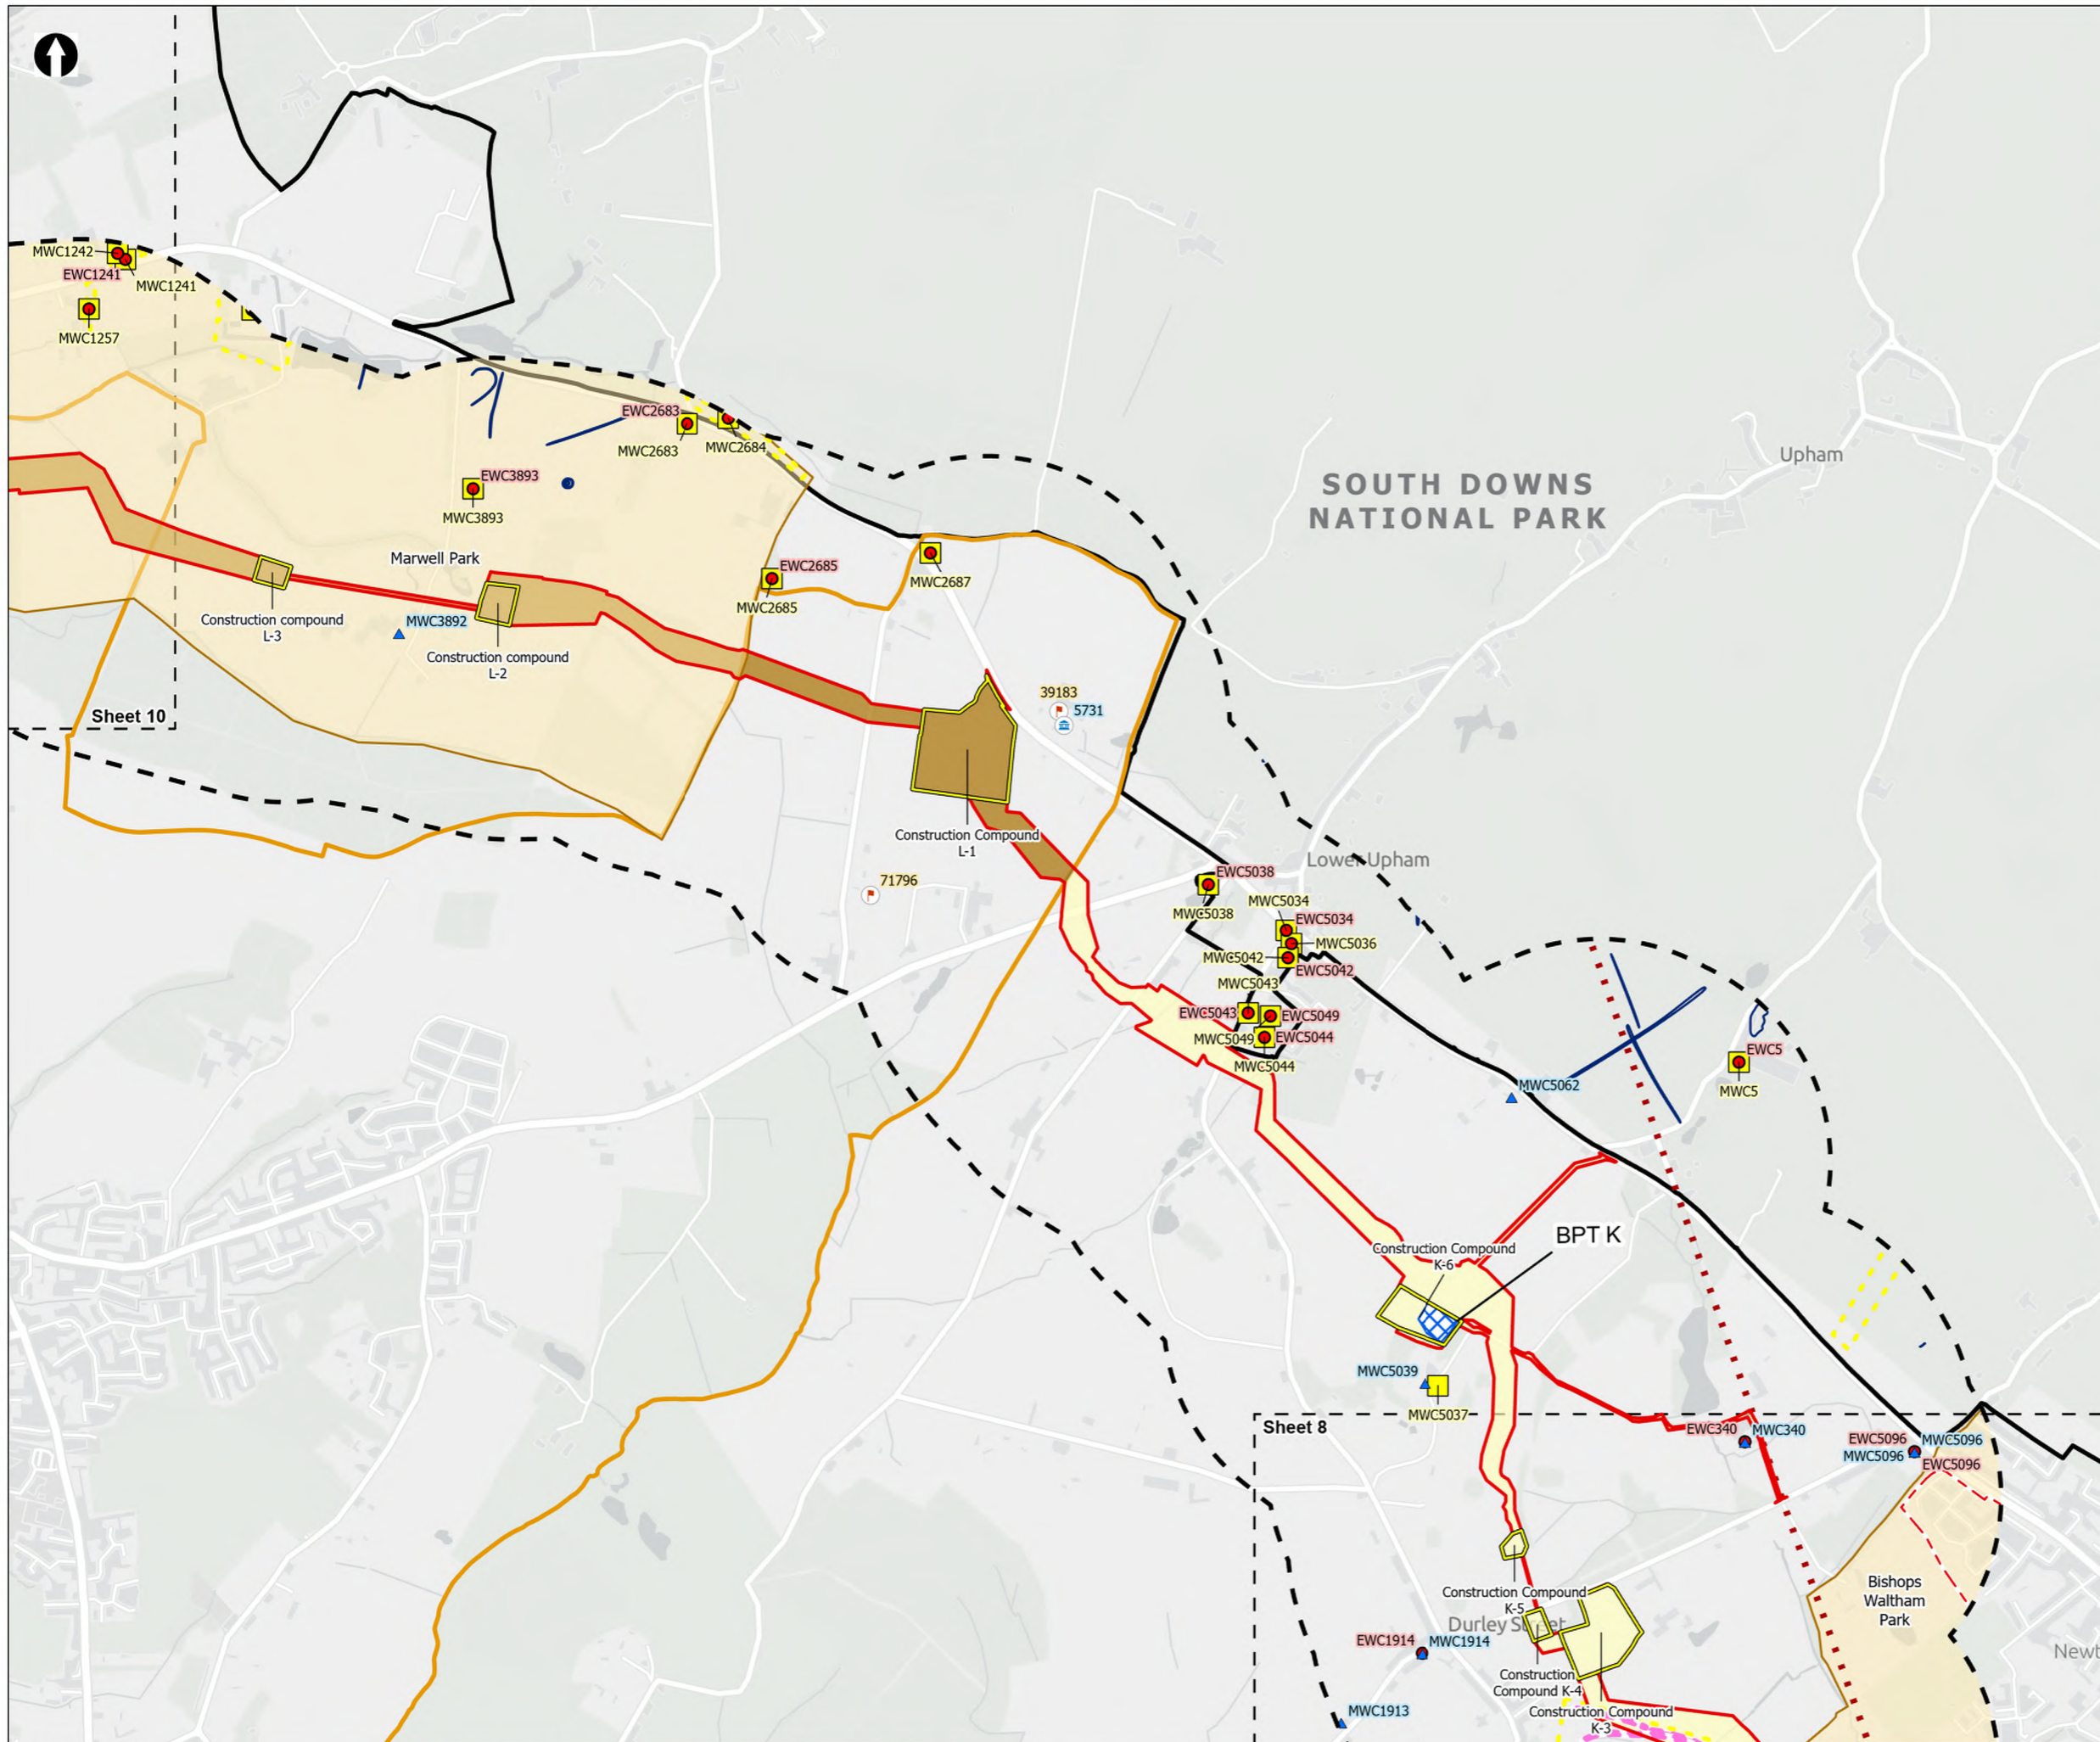 MWC1242
EWC1241
MWC1241
MWC1257
EWC2683
MWC2683
MWC2684
EWC3893
MWC3893
SOUTH DOWNS
NATIONAL PARK
Upham
Marwell Park
EWC2685
MWC2685
MWC2687
Construction compound
L-3
MWC3892
Construction compound
L-2
Sheet 10
39183
5731
Construction Compound
L-1
71796
Lower Upham
EWC5038
MWC5038
MWC5034
EWC5034
MWC5036
MWC5042
EWC5042
MWC5043
EWC5043
EWC5049
MWC5049
EWC5044
MWC5044
EWC5
MWC5
MWC5062
BPT K
Construction Compound
K-6
MWC5039
MWC5037
Sheet 8
EWC340
MWC340
EWC5096
MWC5096
MWC5096
EWC5096
Construction Compound
K-5
Durley Street
Bishops
Waltham
Park
EWC1914
MWC1914
Newt
Construction
Compound K-4
MWC1913
Construction Compound
K-3